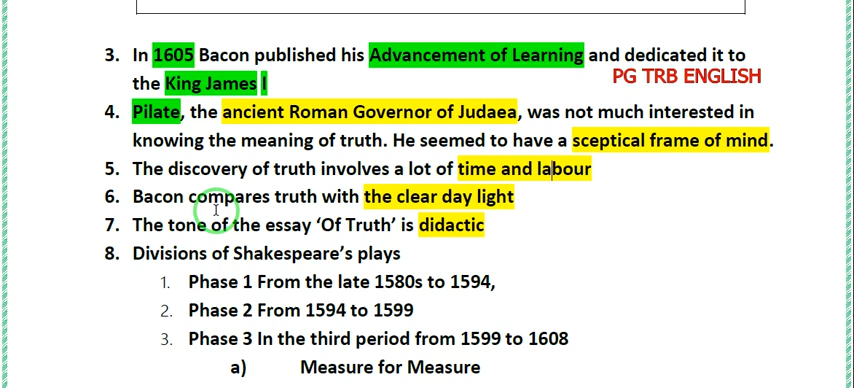 3. In 1605 Bacon published his Advancement of Learning and dedicated it to
the King James I
PG TRB ENGLISH
4. Pilate, the ancient Roman Governor of Judaea, was not much interested in
knowing the meaning of truth. He seemed to have a sceptical frame of mind.
5. The discovery of truth involves a lot of time and labour
6. Bacon compares truth with the clear day light
7. The tone of the essay ‘Of Truth’ is didactic
8. Divisions of Shakespeare’s plays
1. Phase 1 From the late 1580s to 1594,
2. Phase 2 From 1594 to 1599
3. Phase 3 In the third period from 1599 to 1608
a) Measure for Measure